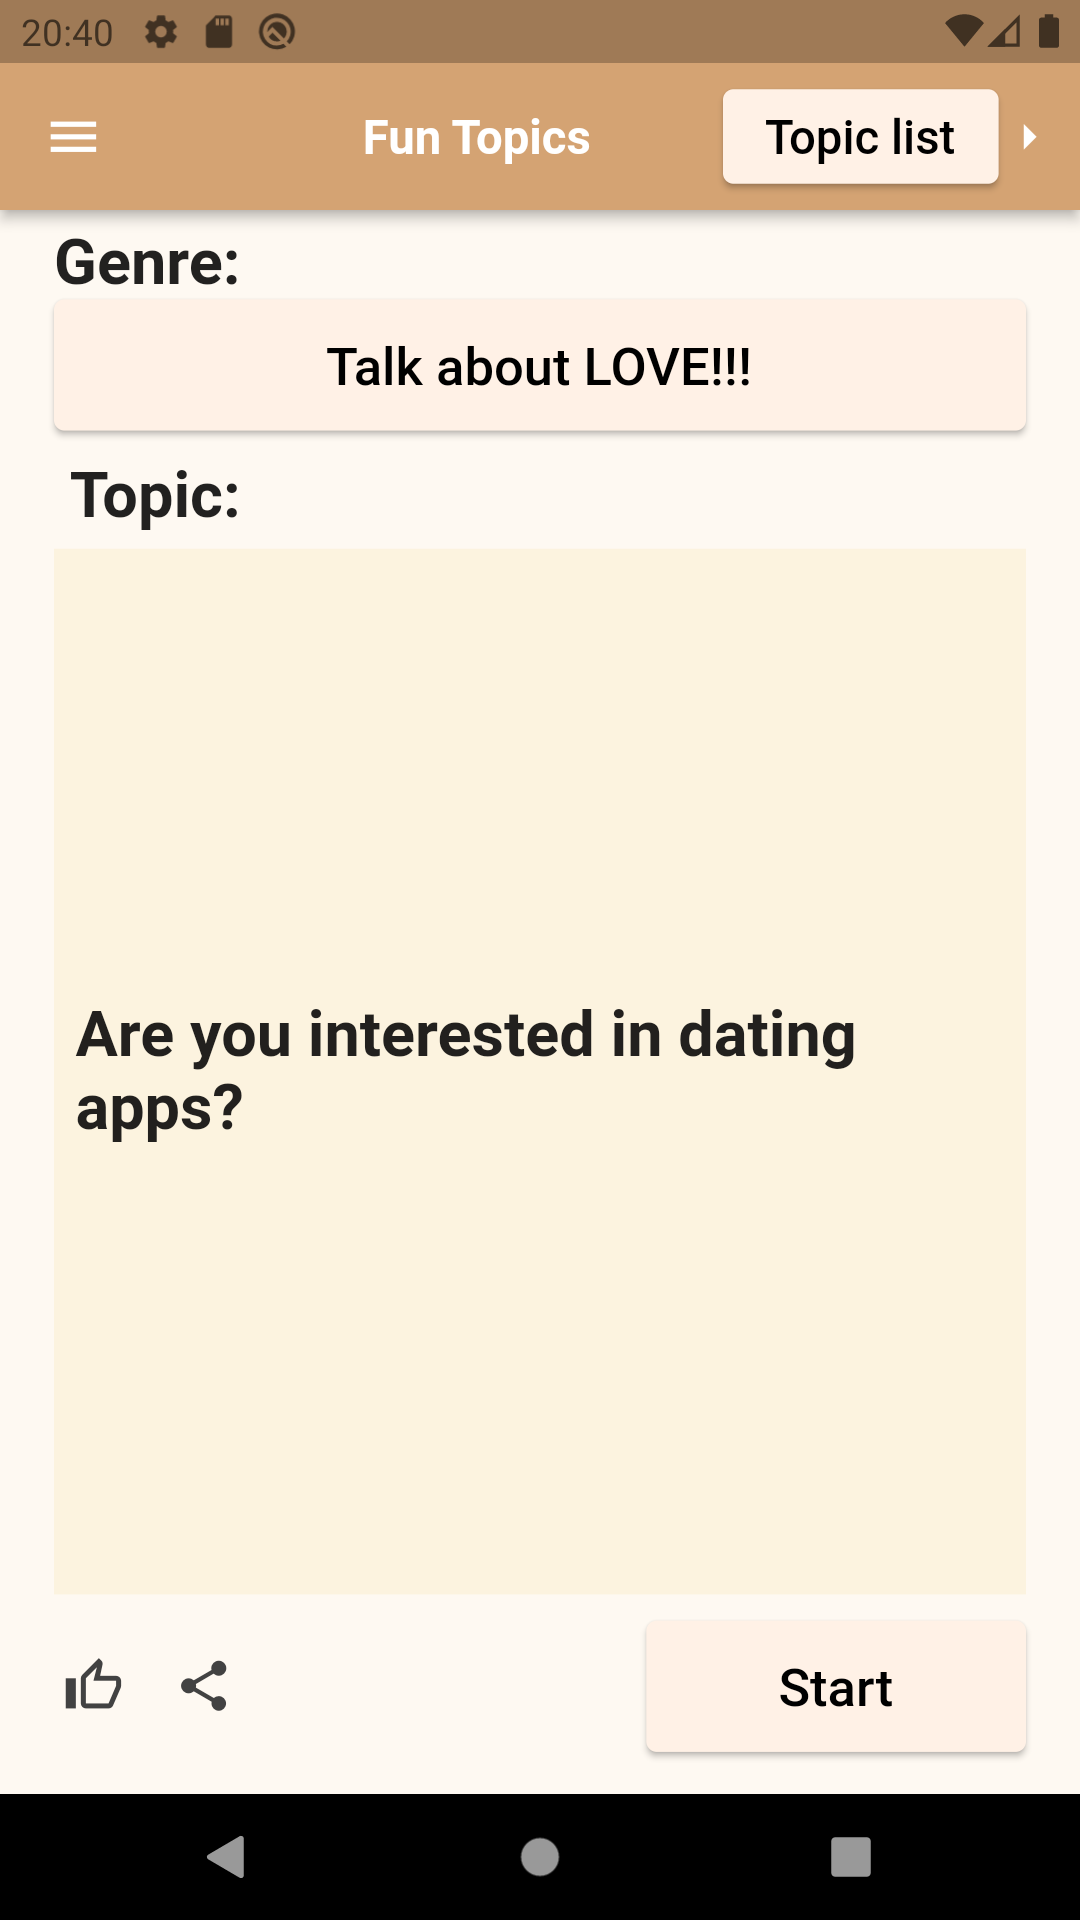 20:40
Fun Topics
Topic list
Genre:
Talk about LOVE!!!
Topic:
Are you interested in dating
apps?
Start